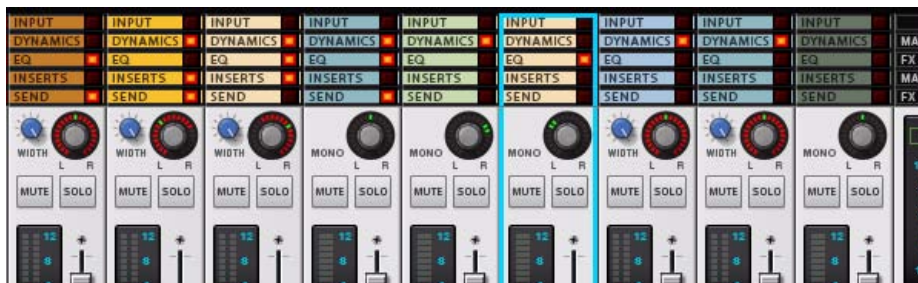 INPUT INPUT INPUT INPUT INPUT INPUT INPUT INPUT INPUT
DYNAMICS DYNAMICS DYNAMICS DYNAMICS DYNAMICS DYNAMICS DYNAMICS DYNAMICS DYNAMICS MA
EQ EQ EQ EQ EQ EQ EQ EQ EQ FX
INSERTS INSERTS INSERTS INSERTS INSERTS INSERTS INSERTS INSERTS INSERTS MA
SEND SEND SEND SEND SEND SEND SEND SEND SEND FX
WIDTH WIDTH WIDTH MONO MONO MONO WIDTH WIDTH MONO
L R L R L R L R L R L R L R L R L R
MUTE SOLO MUTE SOLO MUTE SOLO MUTE SOLO MUTE SOLO MUTE SOLO MUTE SOLO MUTE SOLO MUTE SOLO
12 12 12 12 12 12 12 12 12
8 8 8 8 8 8 8 8 8